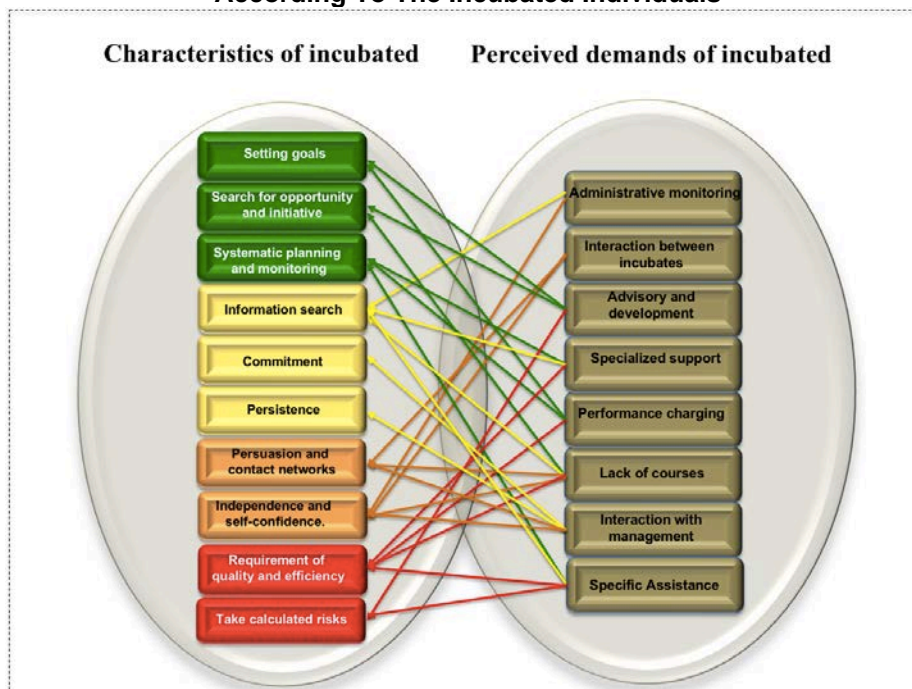 According To The Incubated Individuals
Characteristics of incubated
Perceived demands of incubated
Setting goals
Search for opportunity
and initiative
Systematic planning
and monitoring
Information search
Commitment
Persistence
Persuasion and
contact networks
Independence and
self-confidence.
Requirement of
quality and efficiency
Take calculated risks
Administrative monitoring
Interaction between
incubates
Advisory and
development
Specialized support
Performance charging
Lack of courses
Interaction with
management
Specific Assistance